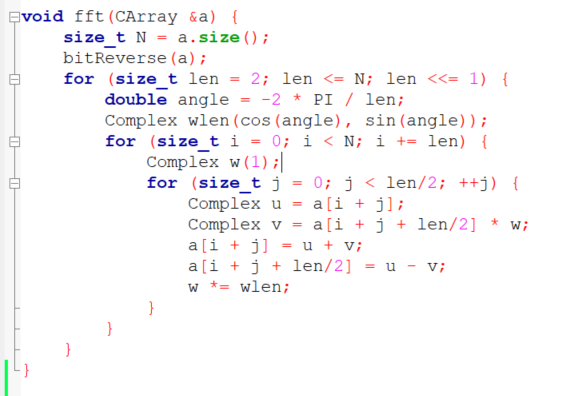 void fft(CArray &a) {
    size_t N = a.size();
    bitReverse(a);
    for (size_t len = 2; len <= N; len <<= 1) {
        double angle = -2 * PI / len;
        Complex wlen(cos(angle), sin(angle));
        for (size_t i = 0; i < N; i += len) {
            Complex w(1);
            for (size_t j = 0; j < len/2; ++j) {
                Complex u = a[i + j];
                Complex v = a[i + j + len/2] * w;
                a[i + j] = u + v;
                a[i + j + len/2] = u - v;
                w *= wlen;
            }
        }
    }
}